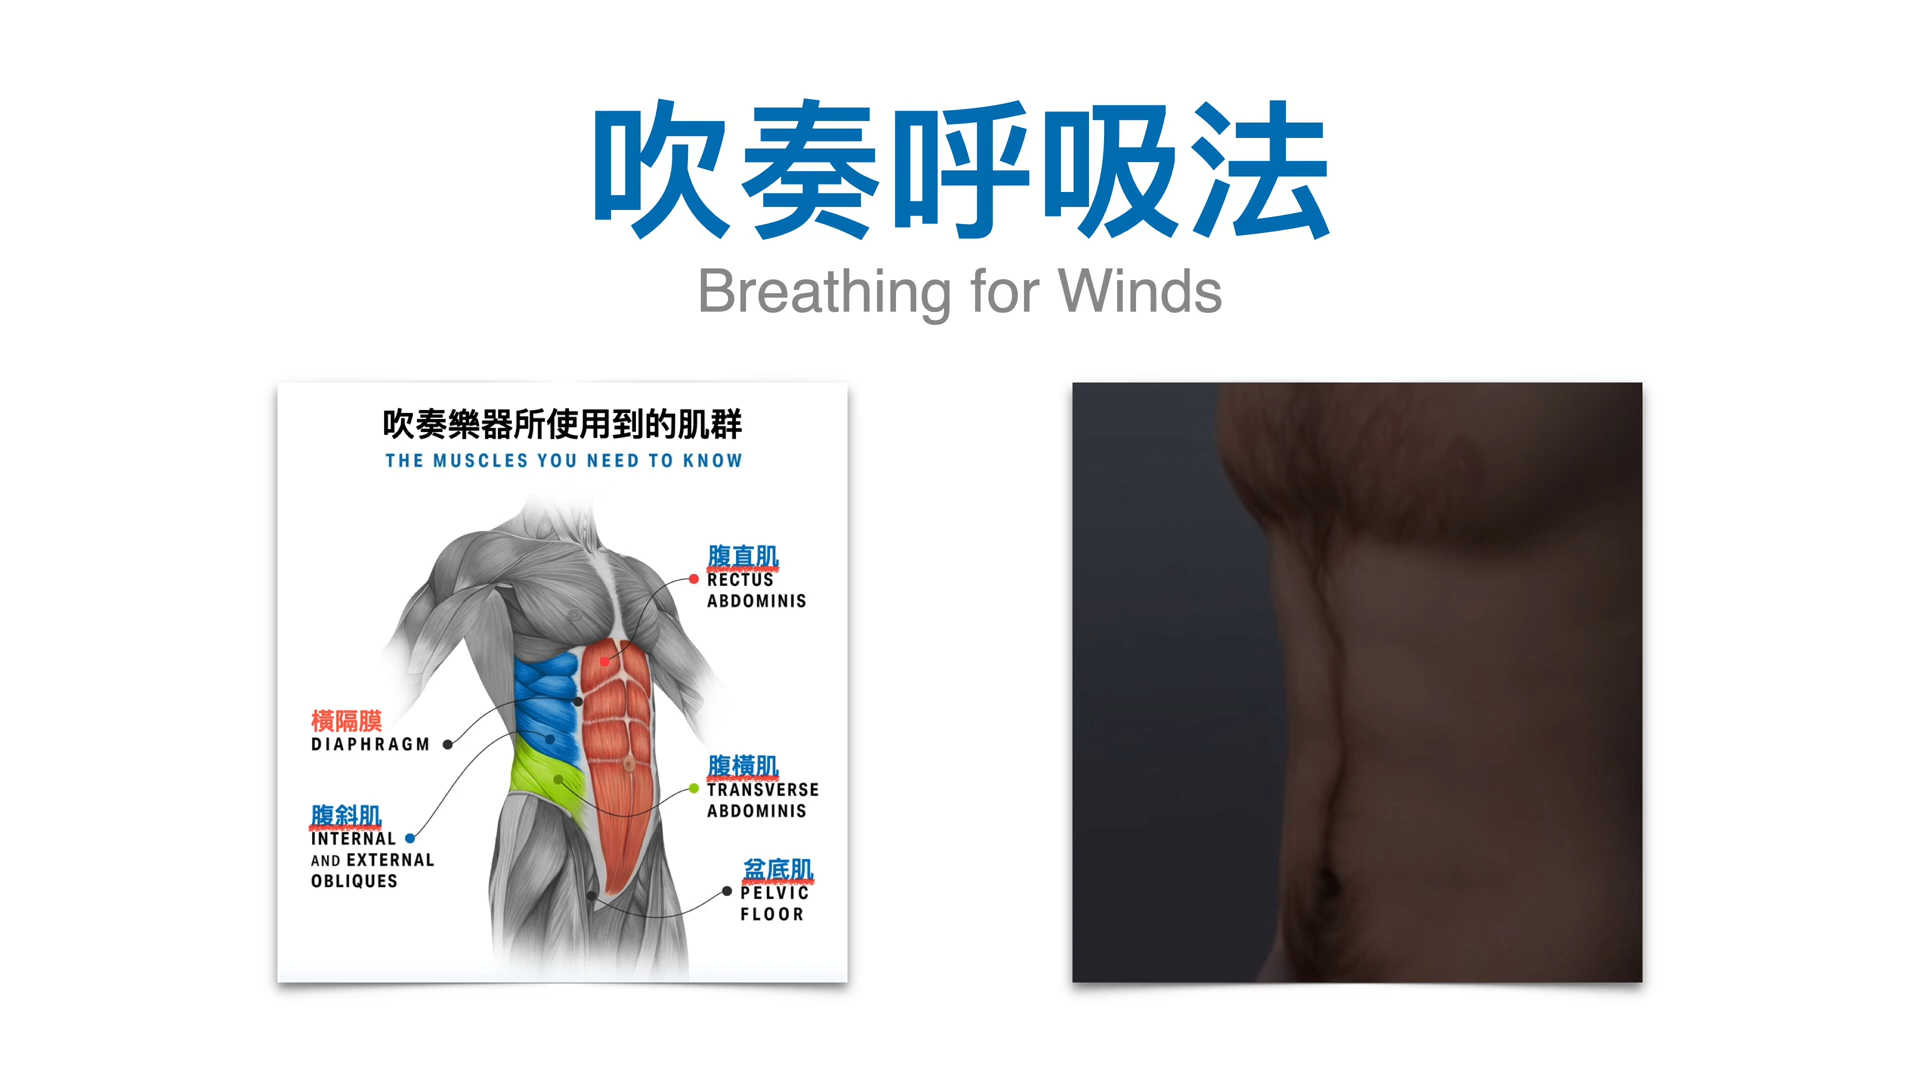 吹奏呼吸法
Breathing for Winds
吹奏樂器所使用到的肌群
THE MUSCLES YOU NEED TO KNOW
腹直肌
RECTUS
ABDOMINIS
橫隔膜
DIAPHRAGM
腹斜肌
INTERNAL
AND EXTERNAL
OBLIQUES
腹橫肌
TRANSVERSE
ABDOMINIS
盆底肌
PELVIC
FLOOR